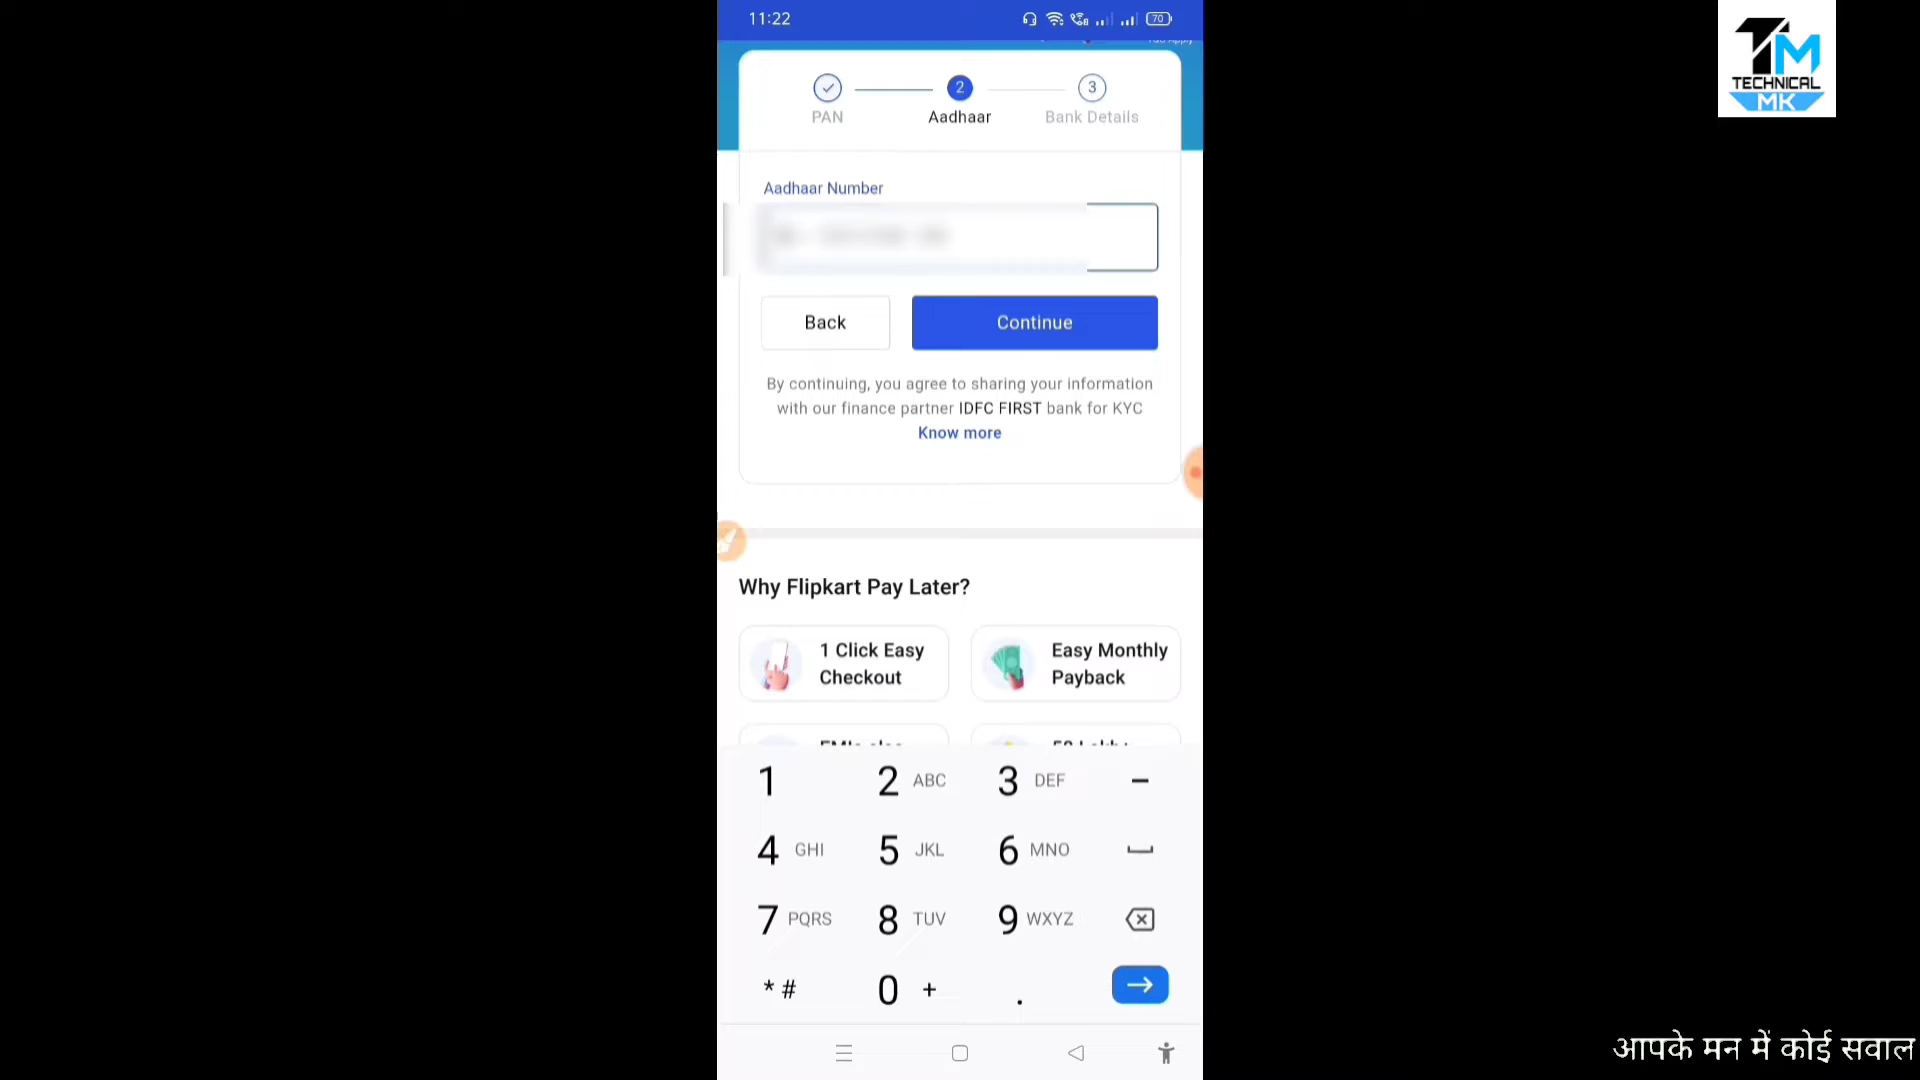 11:22
70
TECHNICAL
MK
2
3
PAN
Aadhaar
Bank Details
Aadhaar Number
Back
Continue
By continuing, you agree to sharing your information
with our finance partner IDFC FIRST bank for KYC
Know more
Why Flipkart Pay Later?
1 Click Easy
Checkout
Easy Monthly
Payback
1
2 ABC
3 DEF
-
4 GHI
5 JKL
6 MNO
7 PQRS
8 TUV
9 WXYZ
* #
0 +
.
आपके मन में कोई सवाल